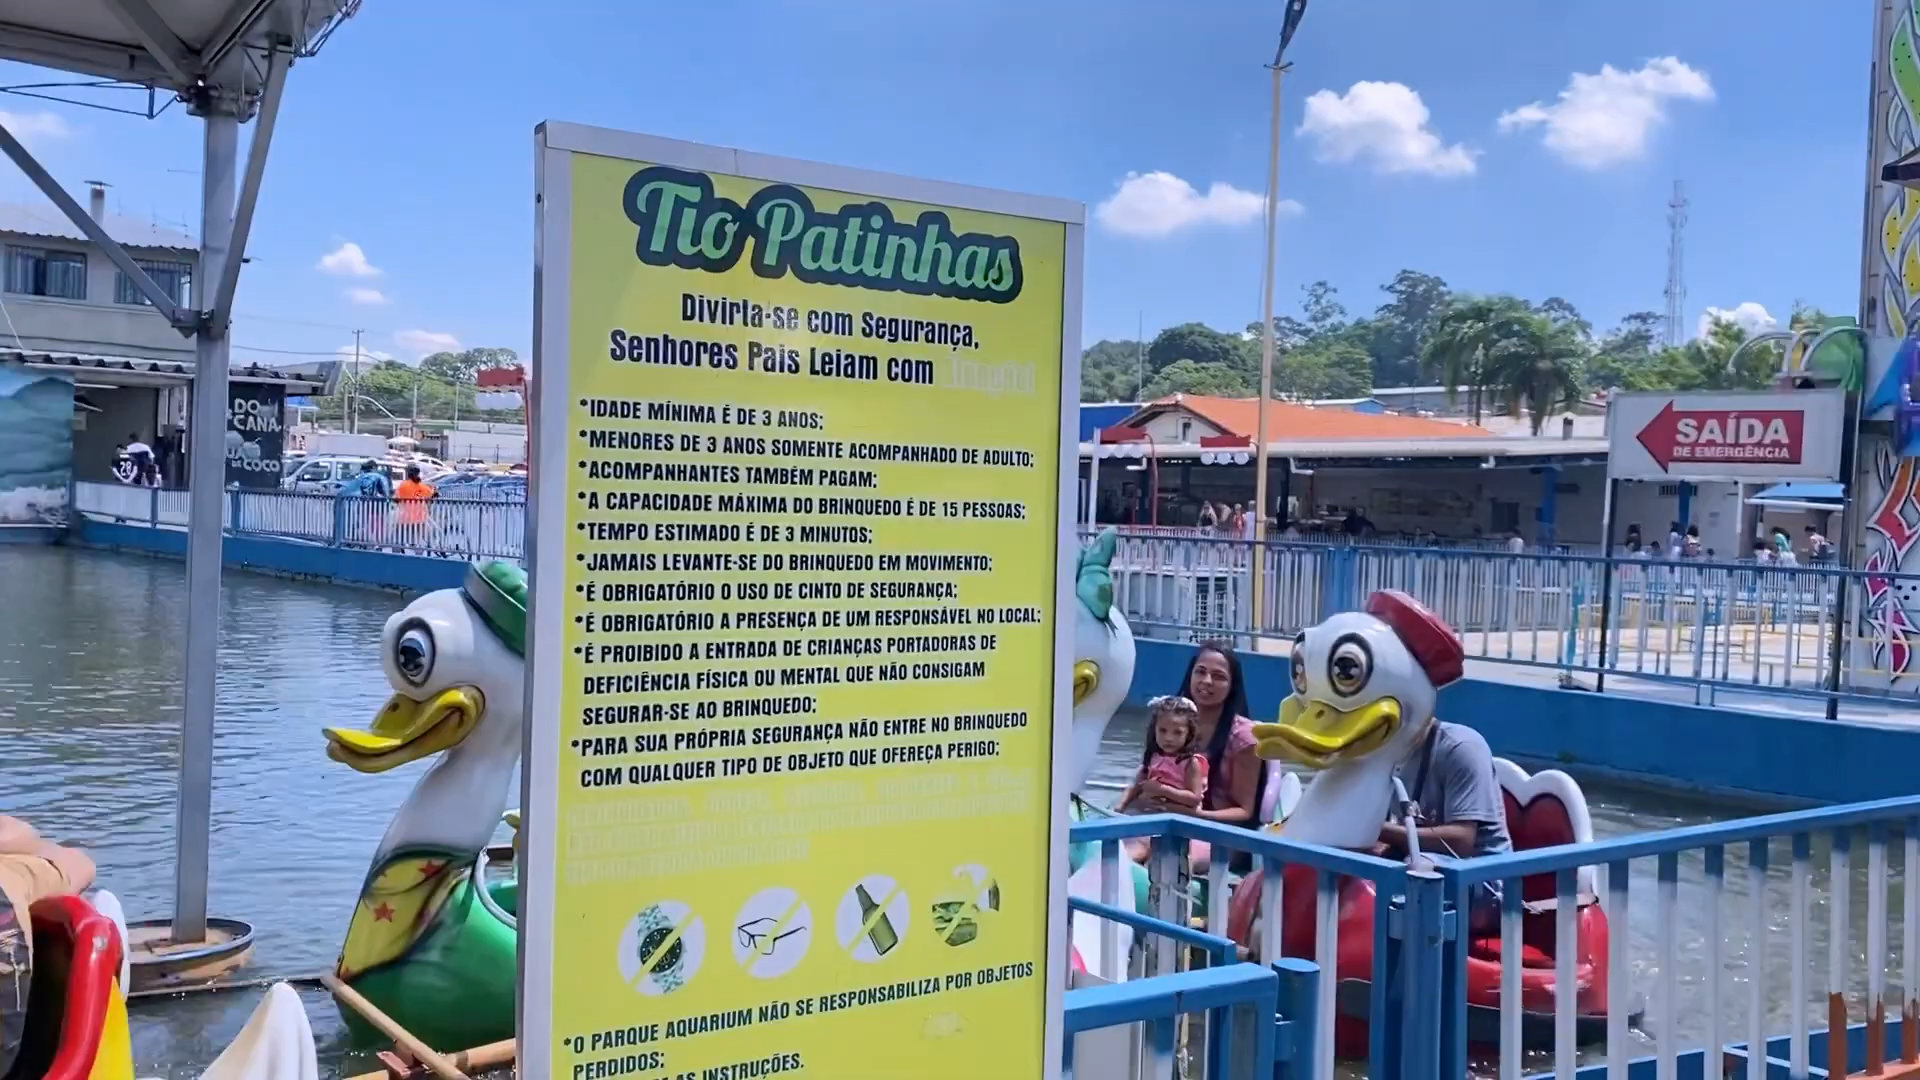 Tio Patinhas
Divirta-se com Segurança,
Senhores Pais Leiam com
*IDADE MÍNIMA É DE 3 ANOS;
*MENORES DE 3 ANOS SOMENTE ACOMPANHADO DE ADULTO;
*ACOMPANHANTES TAMBÉM PAGAM;
*A CAPACIDADE MÁXIMA DO BRINQUEDO É DE 15 PESSOAS;
*TEMPO ESTIMADO É DE 3 MINUTOS;
*JAMAIS LEVANTE-SE DO BRINQUEDO EM MOVIMENTO;
*É OBRIGATÓRIO O USO DE CINTO DE SEGURANÇA;
*É OBRIGATÓRIO A PRESENÇA DE UM RESPONSÁVEL NO LOCAL;
*É PROIBIDO A ENTRADA DE CRIANÇAS PORTADORAS DE
DEFICIÊNCIA FÍSICA OU MENTAL QUE NÃO CONSIGAM
SEGURAR-SE AO BRINQUEDO;
*PARA SUA PRÓPRIA SEGURANÇA NÃO ENTRE NO BRINQUEDO
COM QUALQUER TIPO DE OBJETO QUE OFEREÇA PERIGO;
*O PARQUE AQUARIUM NÃO SE RESPONSABILIZA POR OBJETOS
PERDIDOS;
AS INSTRUÇÕES.
SAÍDA
DE EMERGÊNCIA
DO
CANA
COCO
28